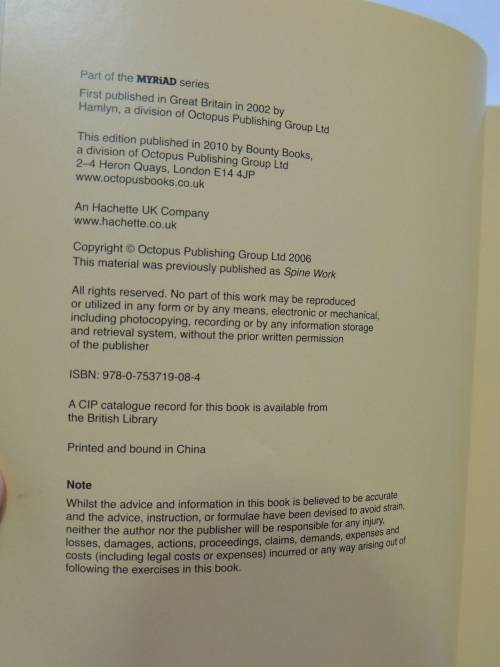 Part of the MYRiAD series
First published in Great Britain in 2002 by
Hamlyn, a division of Octopus Publishing Group Ltd
This edition published in 2010 by Bounty Books,
a division of Octopus Publishing Group Ltd
2–4 Heron Quays, London E14 4JP
www.octopusbooks.co.uk
An Hachette UK Company
www.hachette.co.uk
Copyright © Octopus Publishing Group Ltd 2006
This material was previously published as Spine Work
All rights reserved. No part of this work may be reproduced
or utilized in any form or by any means, electronic or mechanical,
including photocopying, recording or by any information storage
and retrieval system, without the prior written permission
of the publisher
ISBN: 978-0-753719-08-4
A CIP catalogue record for this book is available from
the British Library
Printed and bound in China
Note
Whilst the advice and information in this book is believed to be accurate
and the advice, instruction, or formulae have been devised to avoid strain,
neither the author nor the publisher will be responsible for any injury,
losses, damages, actions, proceedings, claims, demands, expenses and
costs (including legal costs or expenses) incurred or any way arising out of
following the exercises in this book.